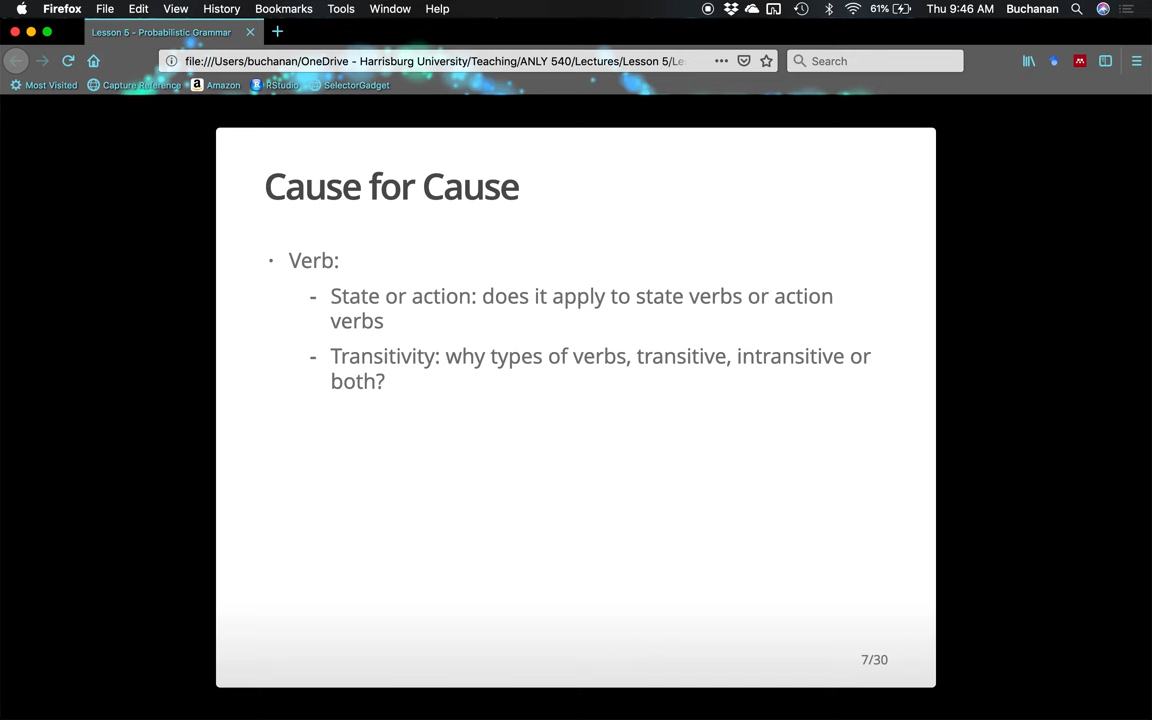 Firefox File Edit View History Bookmarks Tools Window Help 61% Thu 9:46 AM Buchanan
Lesson 5 - Probabilistic Grammar
file:///Users/buchanan/OneDrive - Harrisburg University/Teaching/ANLY 540/Lectures/Lesson 5/Le Search
Most Visited Capture Reference Amazon RStudio SelectorGadget
Cause for Cause
• Verb:
- State or action: does it apply to state verbs or action
verbs
- Transitivity: why types of verbs, transitive, intransitive or
both?
7/30